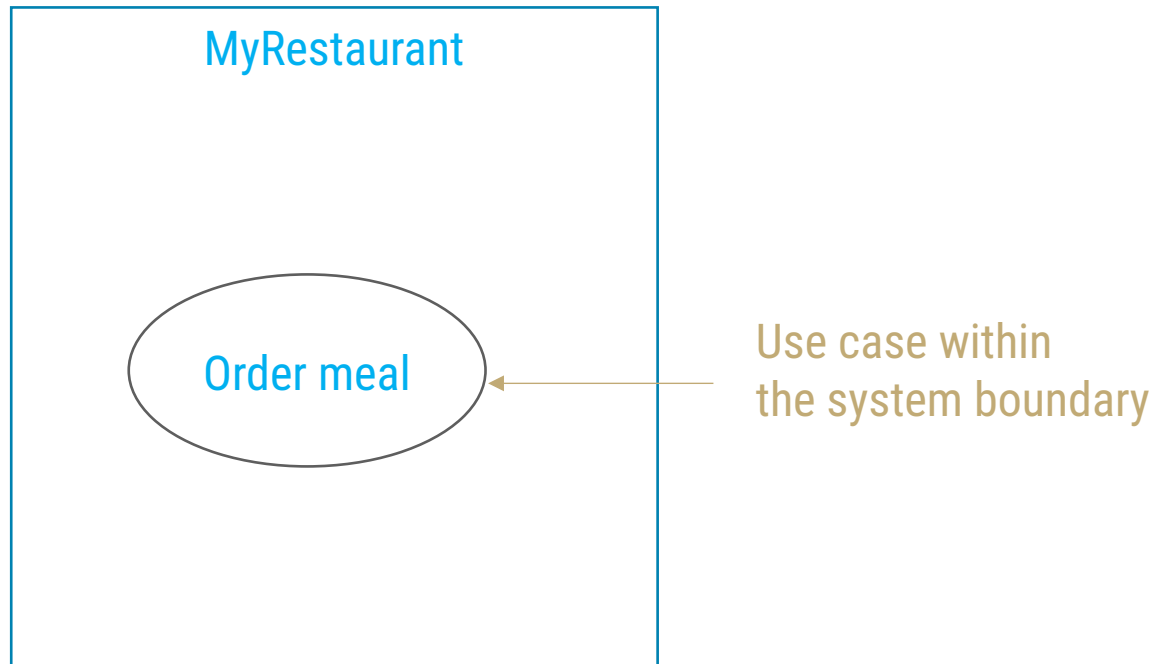 MyRestaurant
Order meal
Use case within
the system boundary